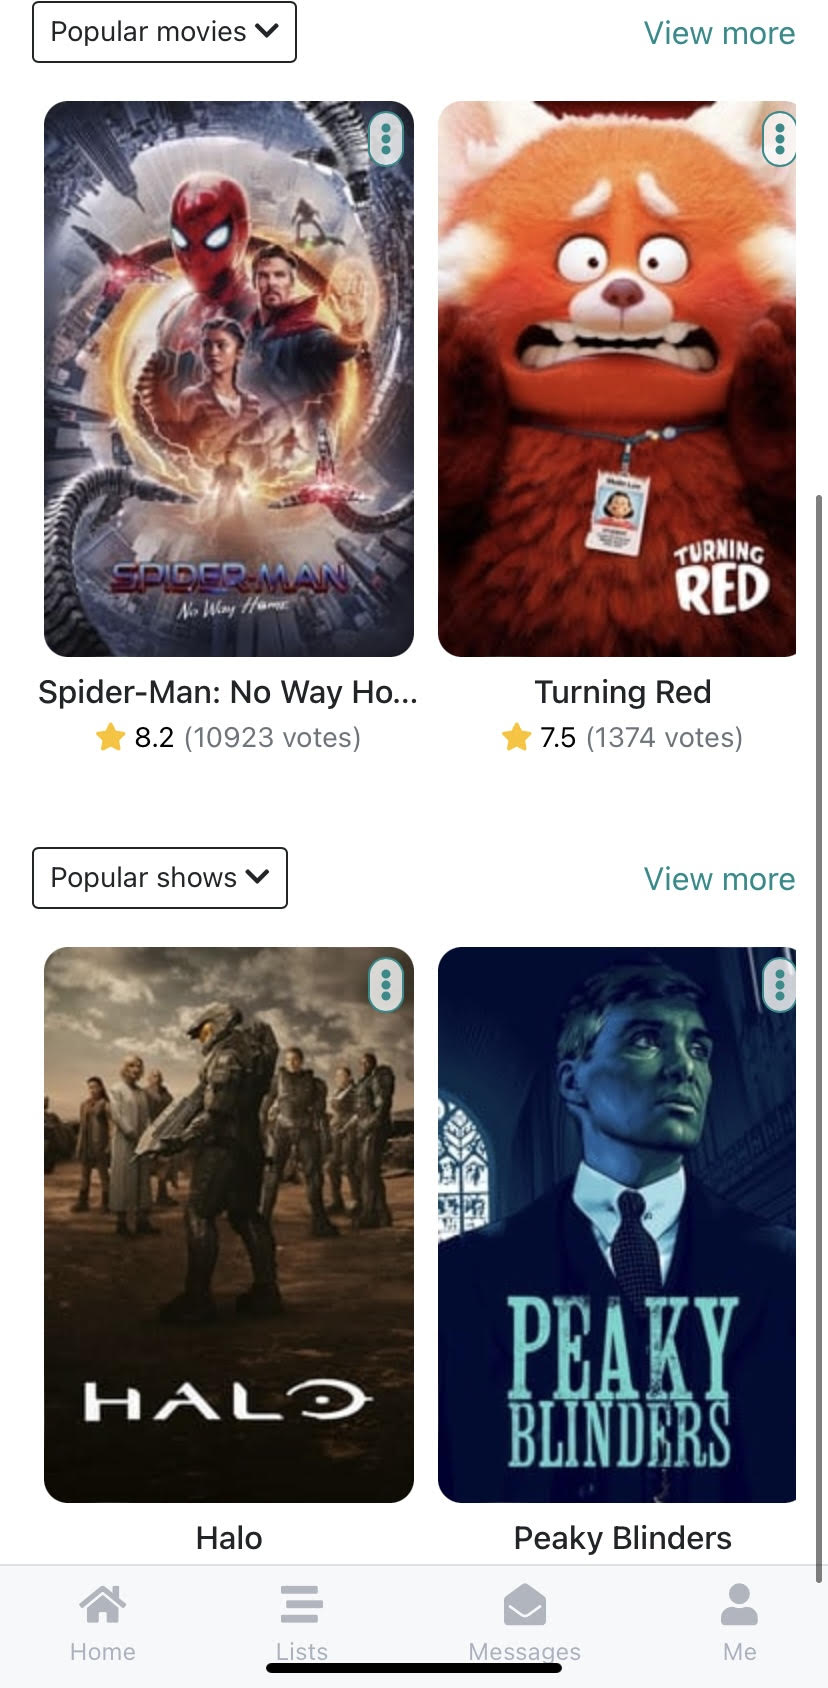 Popular movies
View more
SPIDER-MAN
No Way Home
TURNING
RED
Spider-Man: No Way Ho...
8.2 (10923 votes)
Turning Red
7.5 (1374 votes)
Popular shows
View more
HALO
PEAKY
BLINDERS
Halo
Peaky Blinders
Home
Lists
Messages
Me